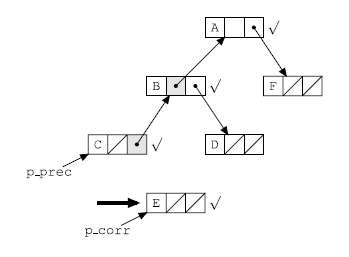 A √
B √ F
C √ D
p_prec
E √
p_corr